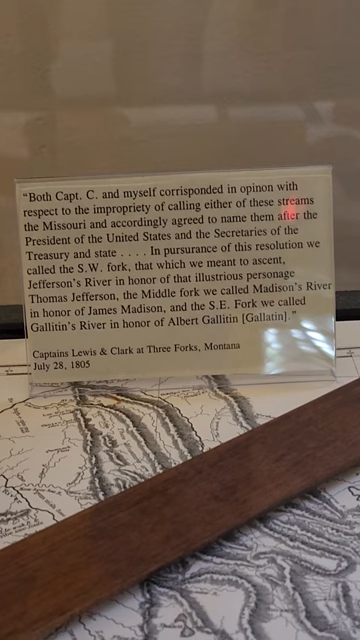 "Both Capt. C. and myself corrisponded in opinon with
respect to the impropriety of calling either of these streams
the Missouri and accordingly agreed to name them after the
President of the United States and the Secretaries of the
Treasury and state . . . . In pursurance of this resolution we
called the S.W. fork, that which we meant to ascent,
Jefferson's River in honor of that illustrious personage
Thomas Jefferson, the Middle fork we called Madison's River
in honor of James Madison, and the S.E. Fork we called
Gallitin's River in honor of Albert Gallitin [Gallatin]."
Captains Lewis & Clark at Three Forks, Montana
July 28, 1805